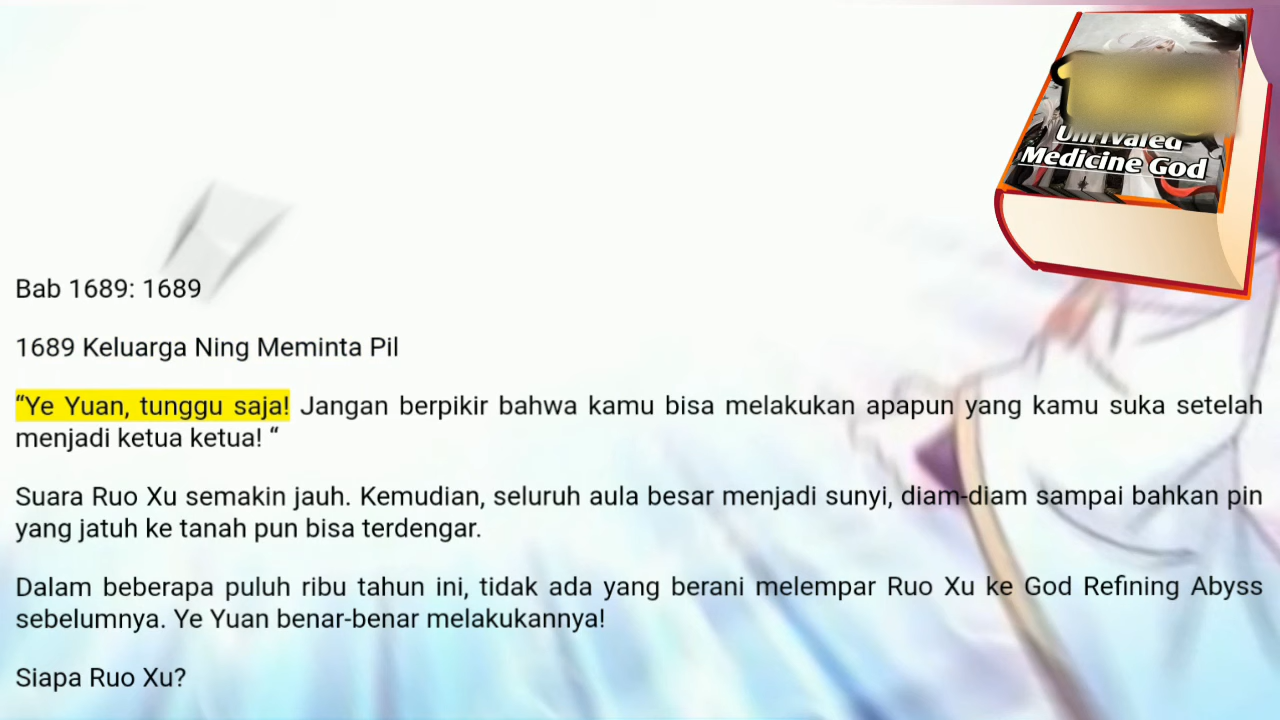 Unrivaled
Medicine God
Bab 1689: 1689
1689 Keluarga Ning Meminta Pil
“Ye Yuan, tunggu saja! Jangan berpikir bahwa kamu bisa melakukan apapun yang kamu suka setelah
menjadi ketua ketua! “
Suara Ruo Xu semakin jauh. Kemudian, seluruh aula besar menjadi sunyi, diam-diam sampai bahkan pin
yang jatuh ke tanah pun bisa terdengar.
Dalam beberapa puluh ribu tahun ini, tidak ada yang berani melempar Ruo Xu ke God Refining Abyss
sebelumnya. Ye Yuan benar-benar melakukannya!
Siapa Ruo Xu?